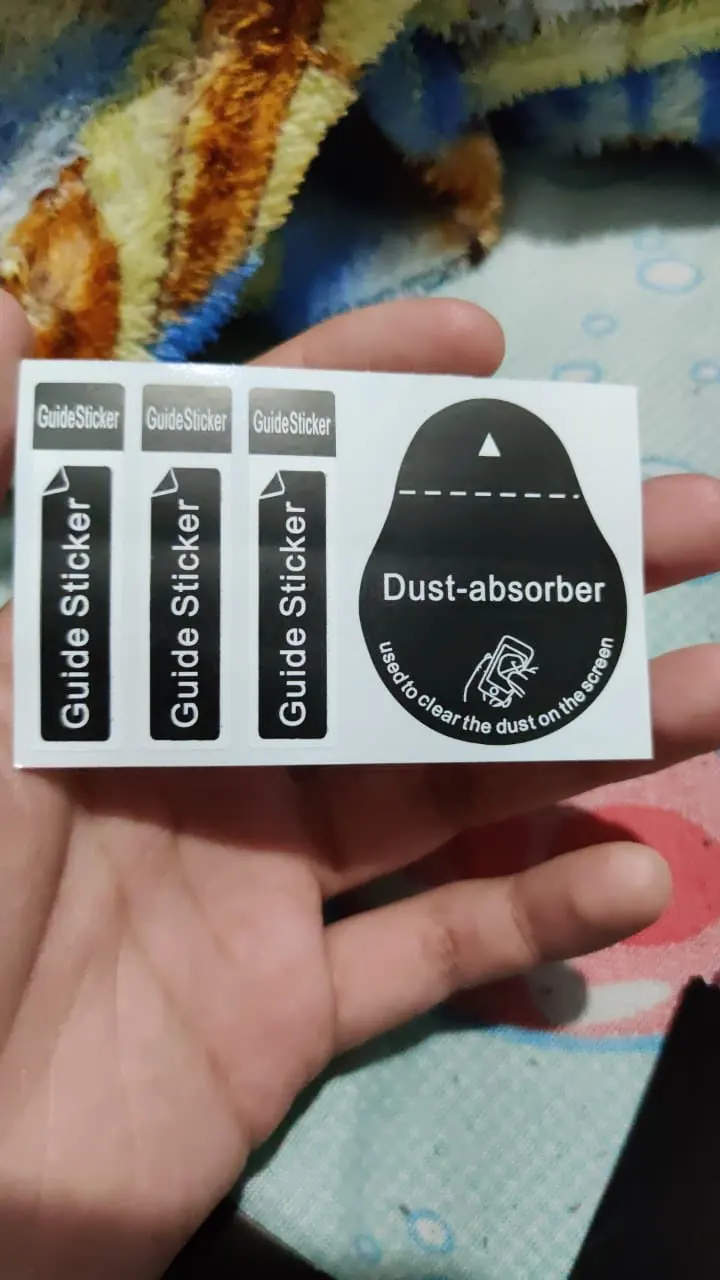 GuideSticker
GuideSticker
GuideSticker
Guide Sticker
Guide Sticker
Guide Sticker
Dust-absorber
used to clear the dust on the screen